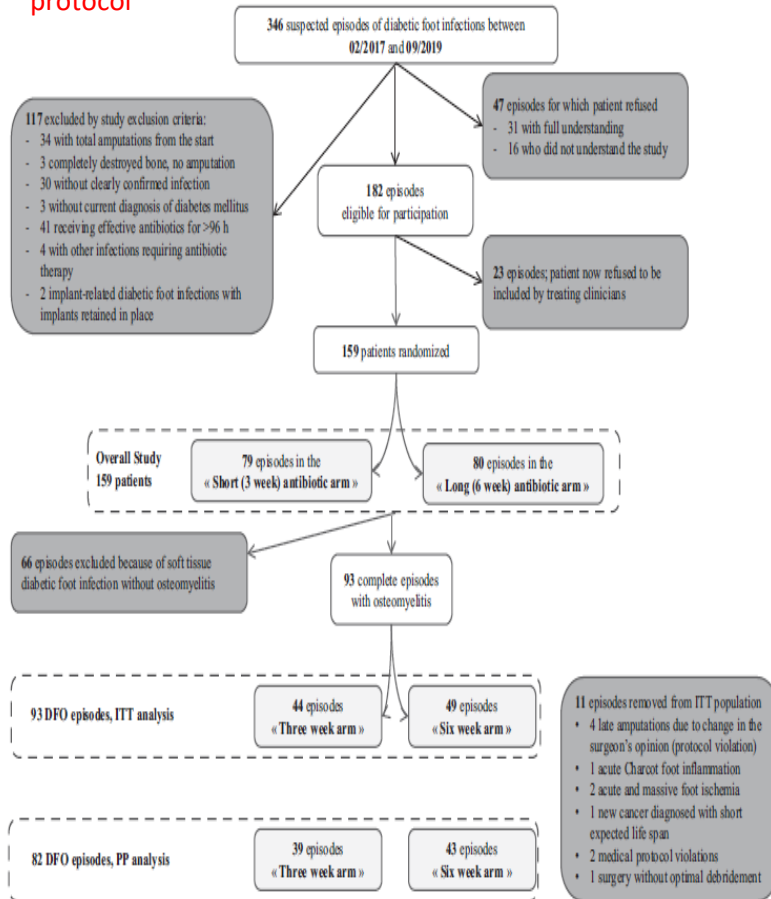 protocol
346 suspected episodes of diabetic foot infections between
02/2017 and 09/2019
117 excluded by study exclusion criteria:
- 34 with total amputations from the start
- 3 completely destroyed bone, no amputation
- 30 without clearly confirmed infection
- 3 without current diagnosis of diabetes mellitus
- 41 receiving effective antibiotics for >96 h
- 4 with other infections requiring antibiotic
therapy
- 2 implant-related diabetic foot infections with
implants retained in place
47 episodes for which patient refused
- 31 with full understanding
- 16 who did not understand the study
182 episodes
eligible for participation
23 episodes; patient now refused to be
included by treating clinicians
159 patients randomized
Overall Study
159 patients
79 episodes in the
« Short (3 week) antibiotic arm »
80 episodes in the
« Long (6 week) antibiotic arm »
66 episodes excluded because of soft tissue
diabetic foot infection without osteomyelitis
93 complete episodes
with osteomyelitis
93 DFO episodes, ITT analysis
44 episodes
« Three week arm »
49 episodes
« Six week arm »
11 episodes removed from ITT population
• 4 late amputations due to change in the
surgeon's opinion (protocol violation)
• 1 acute Charcot foot inflammation
• 2 acute and massive foot ischemia
• 1 new cancer diagnosed with short
expected life span
• 2 medical protocol violations
• 1 surgery without optimal debridement
82 DFO episodes, PP analysis
39 episodes
« Three week arm »
43 episodes
« Six week arm »